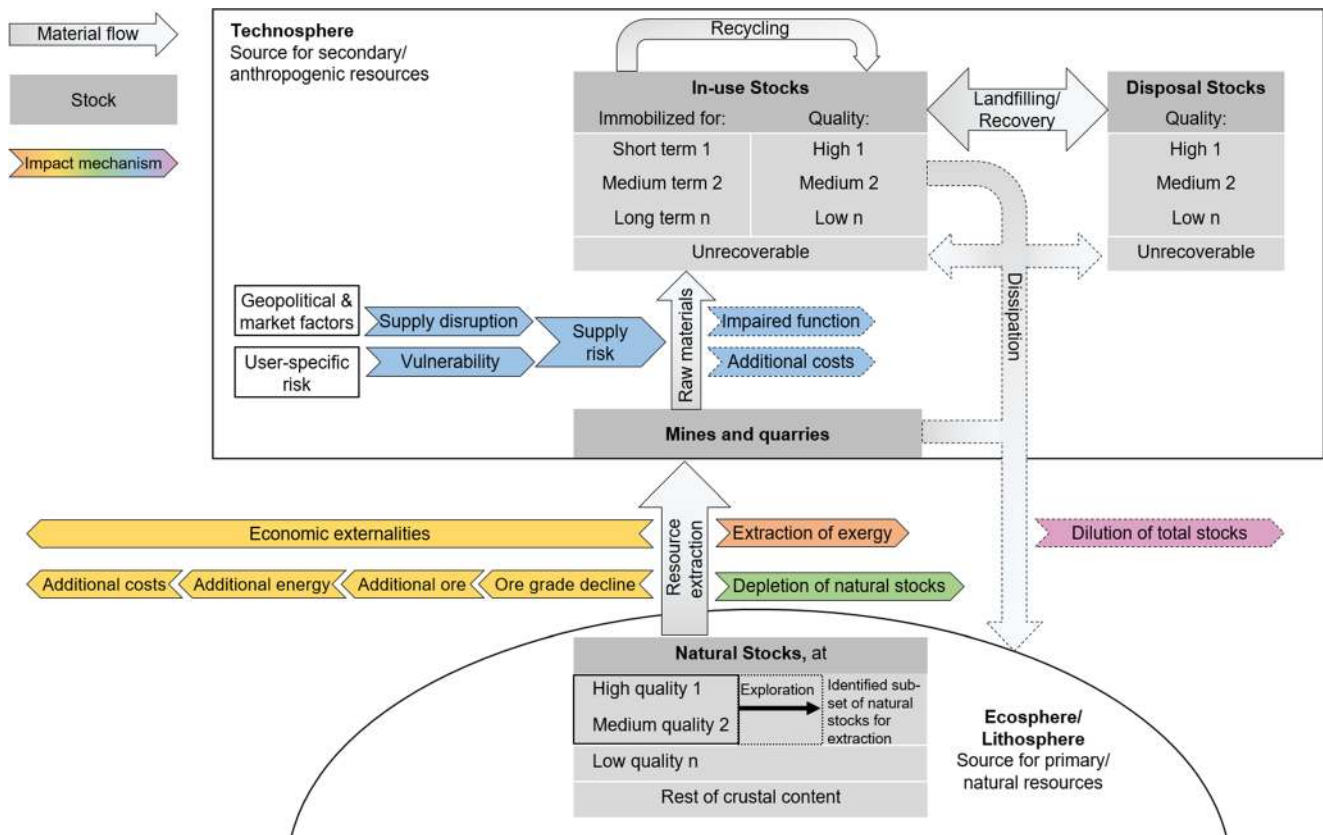 Material flow
Stock
Impact mechanism
Technosphere
Source for secondary/
anthropogenic resources
Recycling
In-use Stocks
Immobilized for: Quality:
Short term 1 High 1
Medium term 2 Medium 2
Long term n Low n
Unrecoverable
Landfilling/
Recovery
Disposal Stocks
Quality:
High 1
Medium 2
Low n
Unrecoverable
Dissipation
Geopolitical &
market factors
User-specific
risk
Supply disruption
Vulnerability
Supply
risk
Raw materials
Impaired function
Additional costs
Mines and quarries
Economic externalities
Additional costs
Additional energy
Additional ore
Ore grade decline
Resource
extraction
Extraction of exergy
Depletion of natural stocks
Dilution of total stocks
Natural Stocks, at
High quality 1
Medium quality 2
Exploration
Identified sub-
set of natural
stocks for
extraction
Low quality n
Rest of crustal content
Ecosphere/
Lithosphere
Source for primary/
natural resources